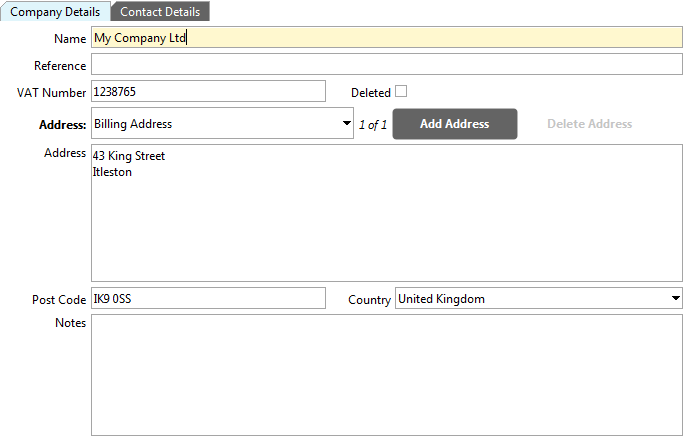 Company Details Contact Details
Name My Company Ltd
Reference
VAT Number 1238765 Deleted
Address: Billing Address 1 of 1 Add Address Delete Address
Address 43 King Street
Itleston
Post Code IK9 0SS Country United Kingdom
Notes